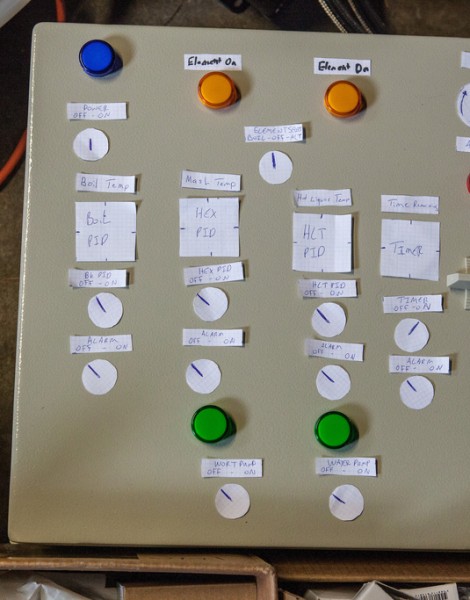 Element On
Element On
POWER
OFF - ON
ELEMENT
BOIL - OFF - HLT
Boil Temp
Mash Temp
Hot Liquor Temp
Time Remaining
Boil
PID
HEX
PID
HLT
PID
TIMER
PID
OFF - ON
HEX PID
OFF - ON
HLT PID
OFF - ON
TIMER
OFF - ON
ALARM
OFF - ON
ALARM
OFF - ON
ALARM
OFF - ON
ALARM
OFF - ON
WORT PUMP
OFF - ON
WATER PUMP
OFF - ON